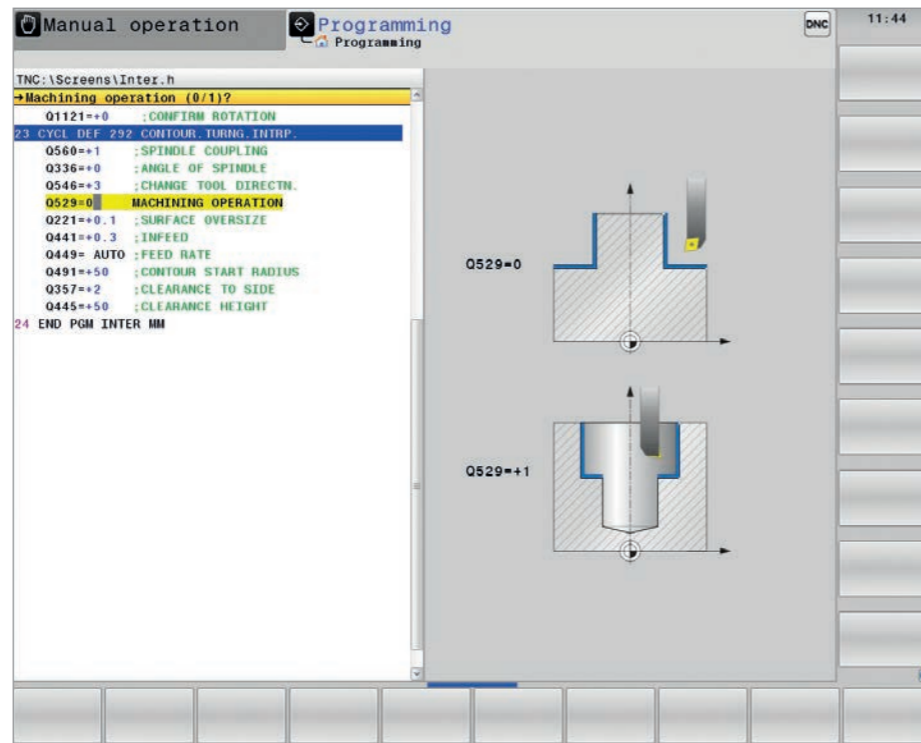 Manual operation
Programming
Programming
DNC
11:44
TNC:\Screens\Inter.h
→Machining operation (0/1)?
Q1121=+0 ;CONFIRM ROTATION
23 CYCL DEF 292 CONTOUR.TURNG.INTRP.
Q560=+1 ;SPINDLE COUPLING
Q336=+0 ;ANGLE OF SPINDLE
Q546=+3 ;CHANGE TOOL DIRECTN.
Q529=0 MACHINING OPERATION
Q221=+0.1 ;SURFACE OVERSIZE
Q441=+0.3 ;INFEED
Q449= AUTO ;FEED RATE
Q491=+50 ;CONTOUR START RADIUS
Q357=+2 ;CLEARANCE TO SIDE
Q445=+50 ;CLEARANCE HEIGHT
24 END PGM INTER MM
Q529=0
Q529=+1